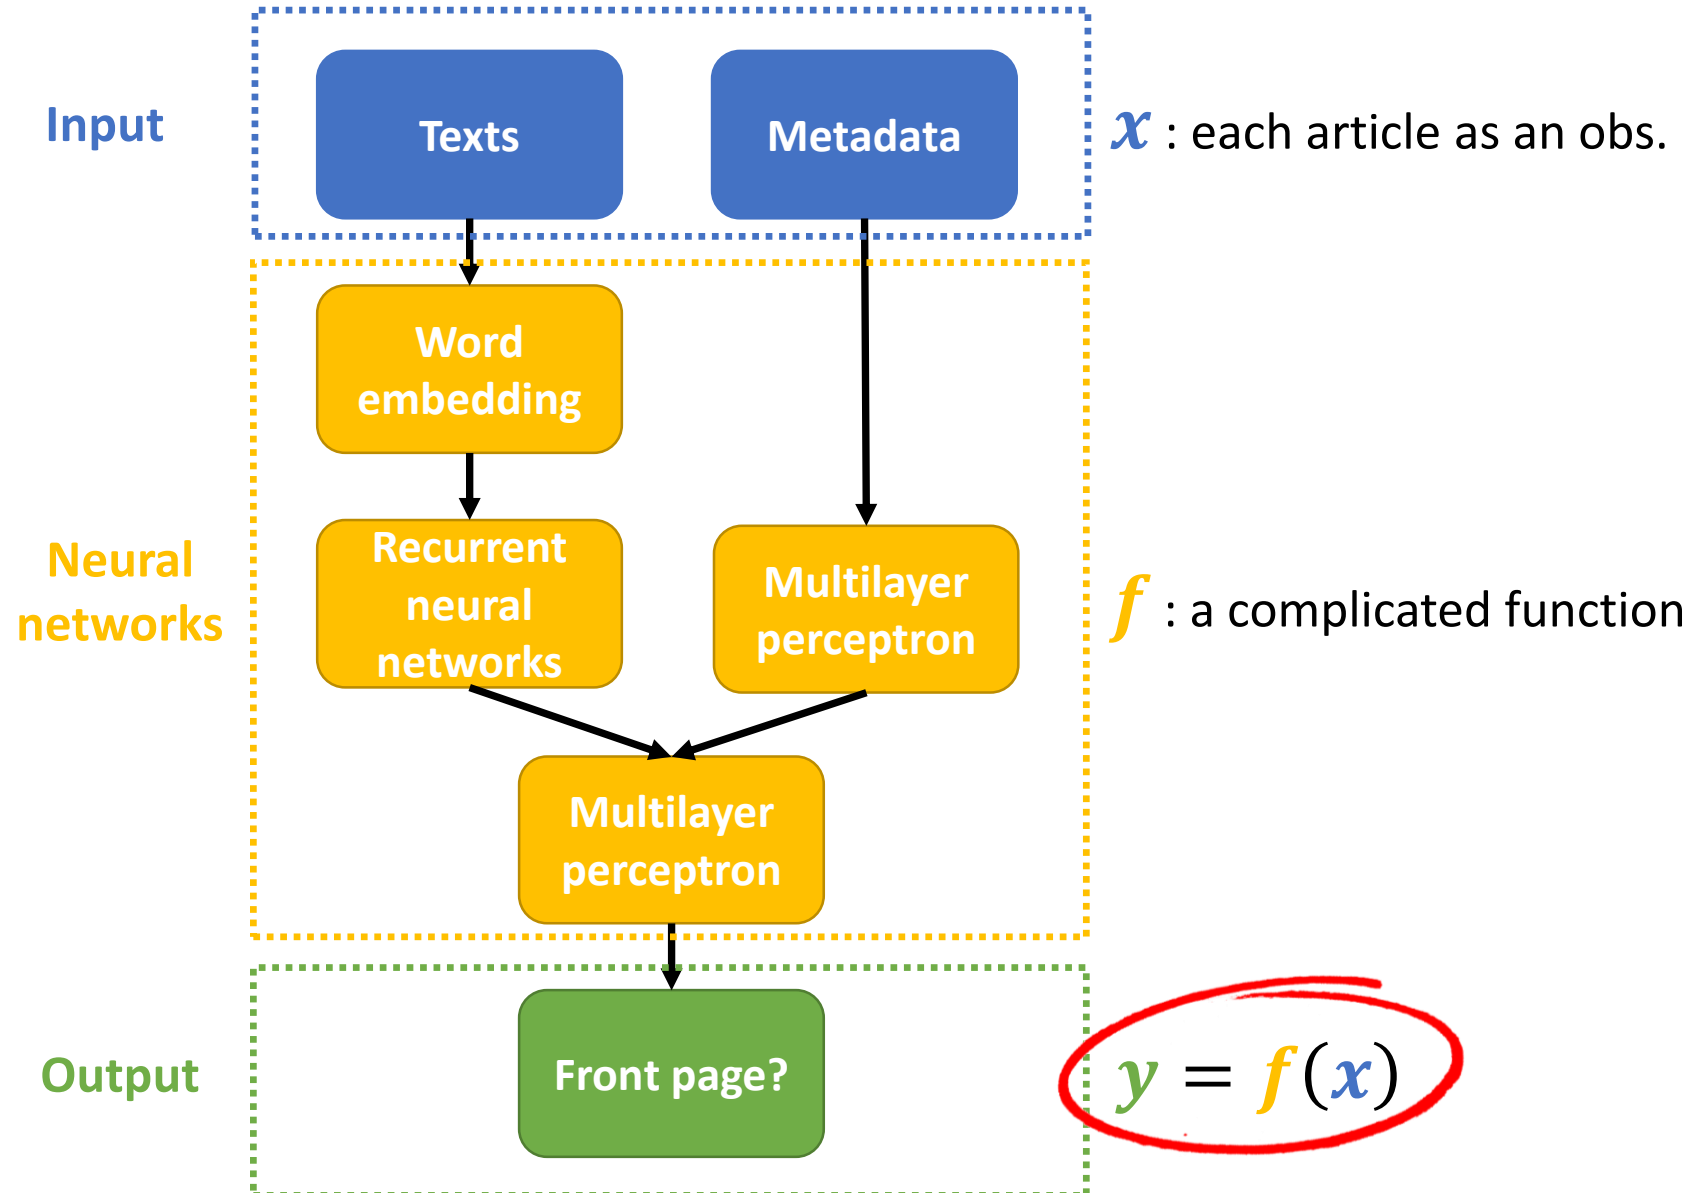 Input
Texts
Metadata
x : each article as an obs.
Word
embedding
Neural
networks
Recurrent
neural
networks
Multilayer
perceptron
f : a complicated function
Multilayer
perceptron
Output
Front page?
y = f(x)